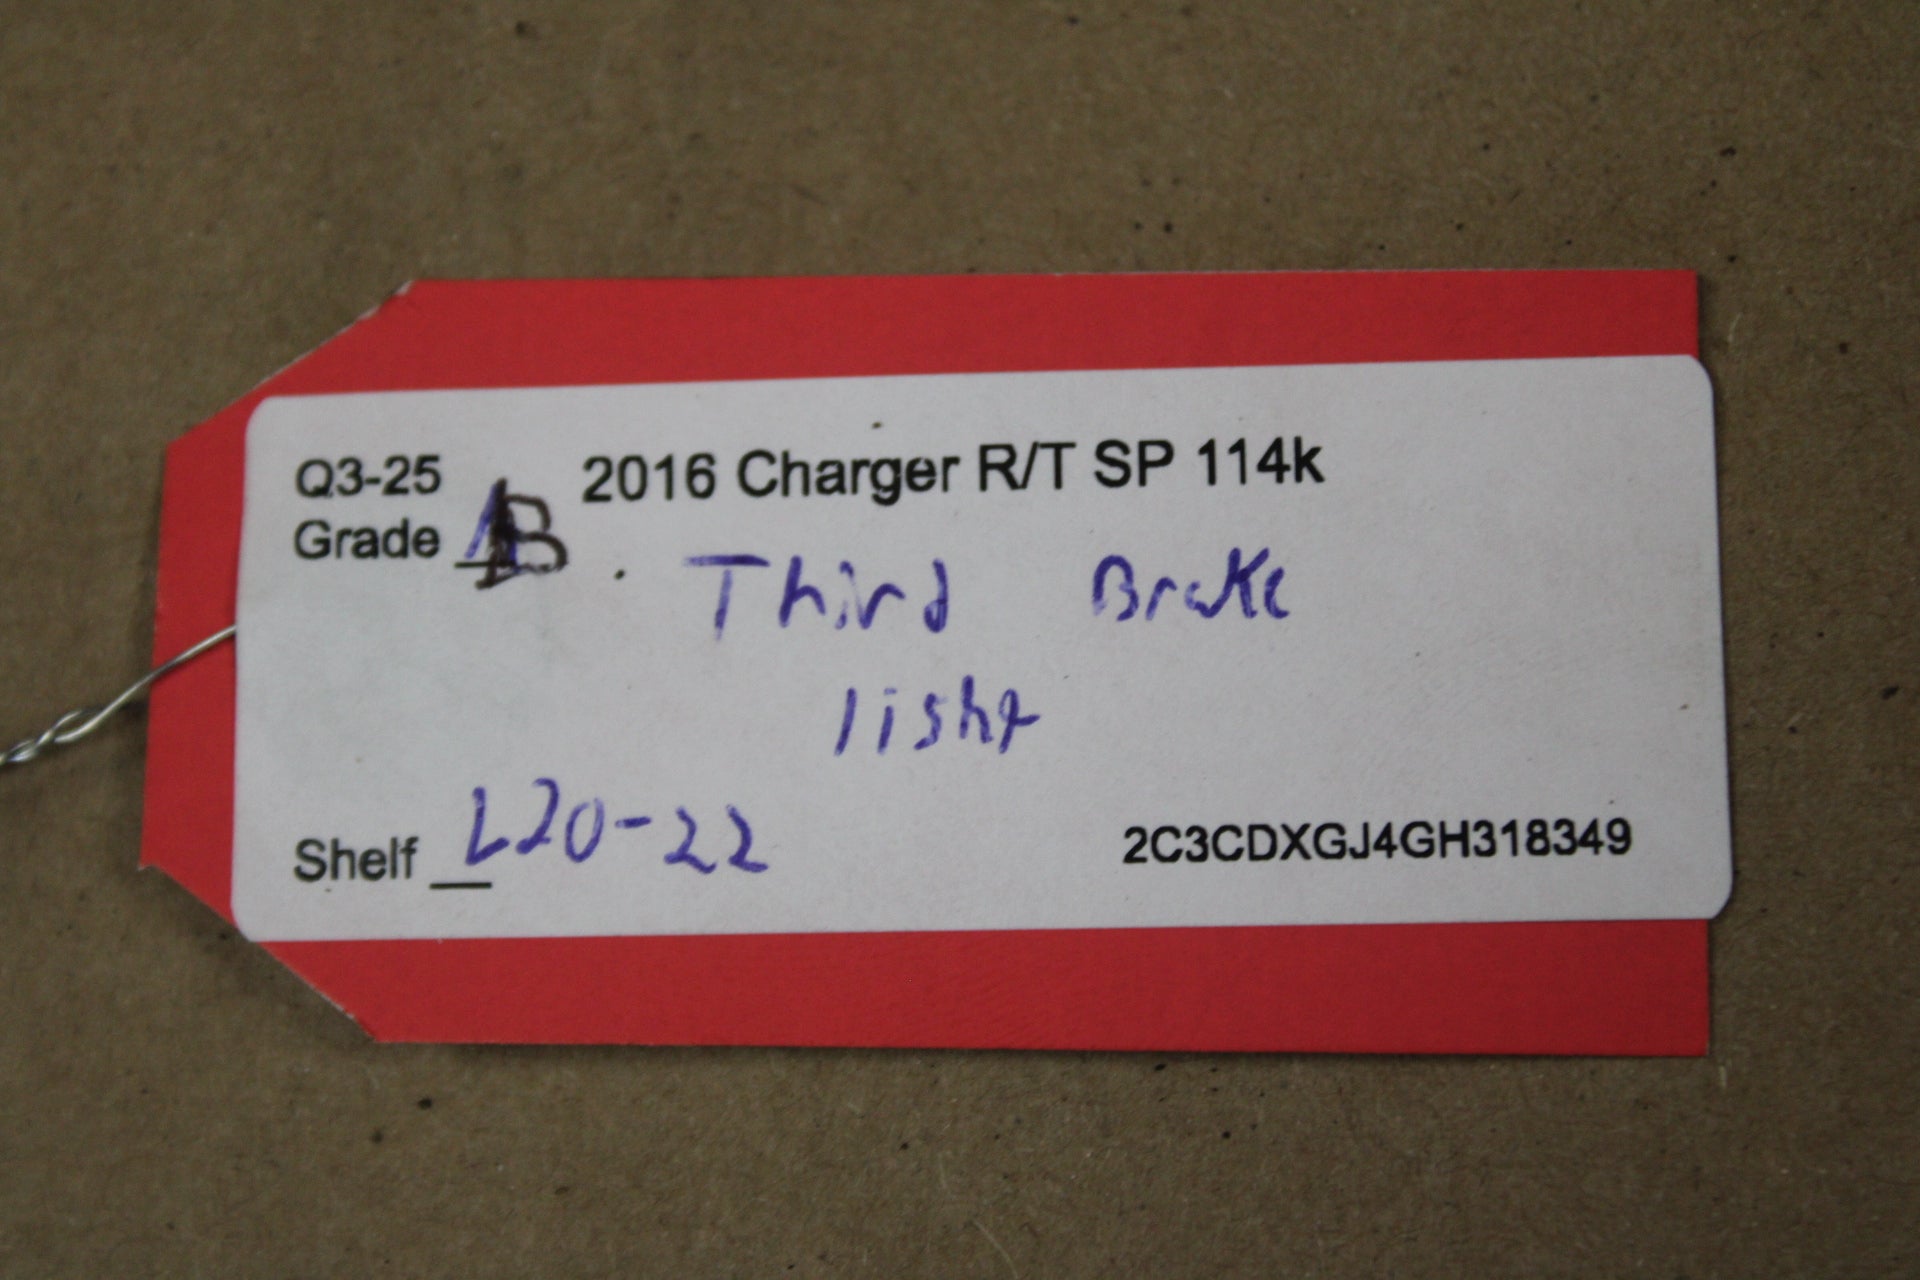 Q3-25 2016 Charger R/T SP 114k
Grade B
Third Brake
light
Shelf L20-22
2C3CDXGJ4GH318349